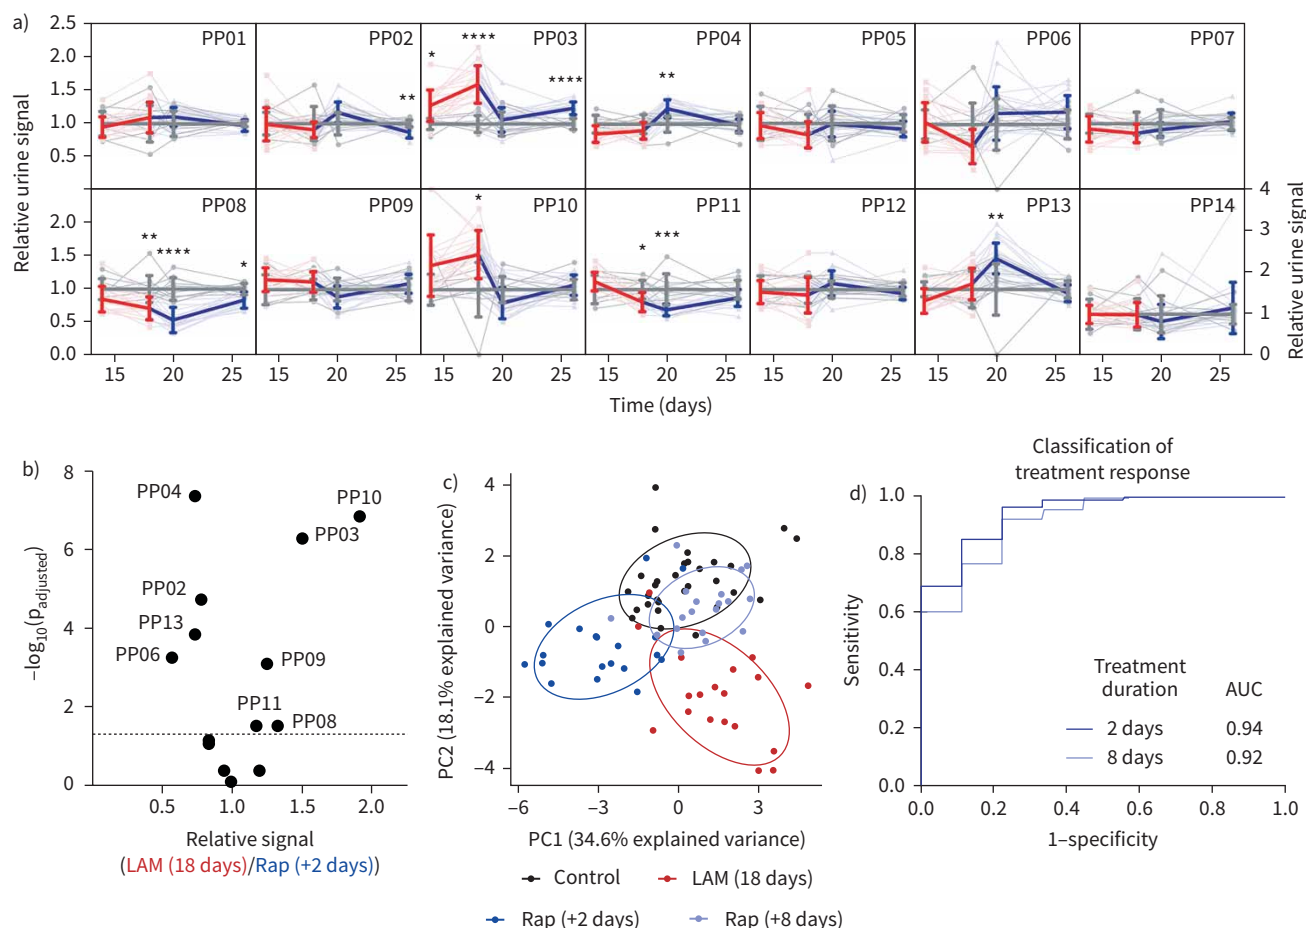 a)
2.5
2.0
1.5
1.0
0.5
Relative urine signal
PP01 PP02 PP03 PP04 PP05 PP06 PP07
* **** **** ** **
PP08 PP09 PP10 PP11 PP12 PP13 PP14
** **** * * * *** **
2.0
1.5
1.0
0.5
0.0
4
3
2
1
0
Relative urine signal
15 20 25 15 20 25 15 20 25 15 20 25 15 20 25 15 20 25 15 20 25
Time (days)
b)
8
6
4
2
0
–log10(padjusted)
PP04
PP10
PP03
PP02
PP13
PP06
PP09
PP11
PP08
0.5 1.0 1.5 2.0
Relative signal
(LAM (18 days)/Rap (+2 days))
c)
4
2
0
–2
–4
PC2 (18.1% explained variance)
–6 –3 0 3
PC1 (34.6% explained variance)
Control LAM (18 days)
Rap (+2 days) Rap (+8 days)
d)
Classification of
treatment response
1.0
0.8
0.6
0.4
0.2
0.0
Sensitivity
Treatment
duration AUC
2 days 0.94
8 days 0.92
0.0 0.2 0.4 0.6 0.8 1.0
1–specificity